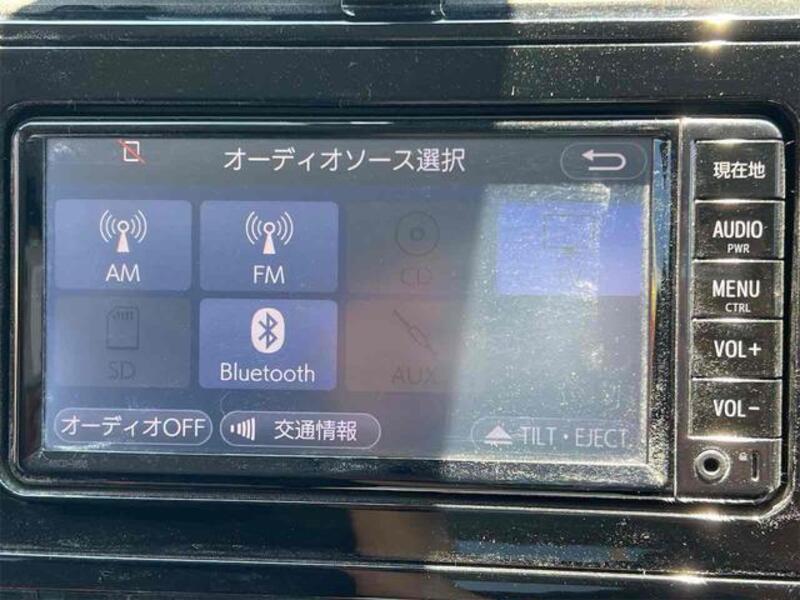 オーディオソース選択
AM
FM
CD
TV
SD
Bluetooth
AUX
オーディオOFF
交通情報
TILT・EJECT
現在地
AUDIO
PWR
MENU
CTRL
VOL+
VOL-